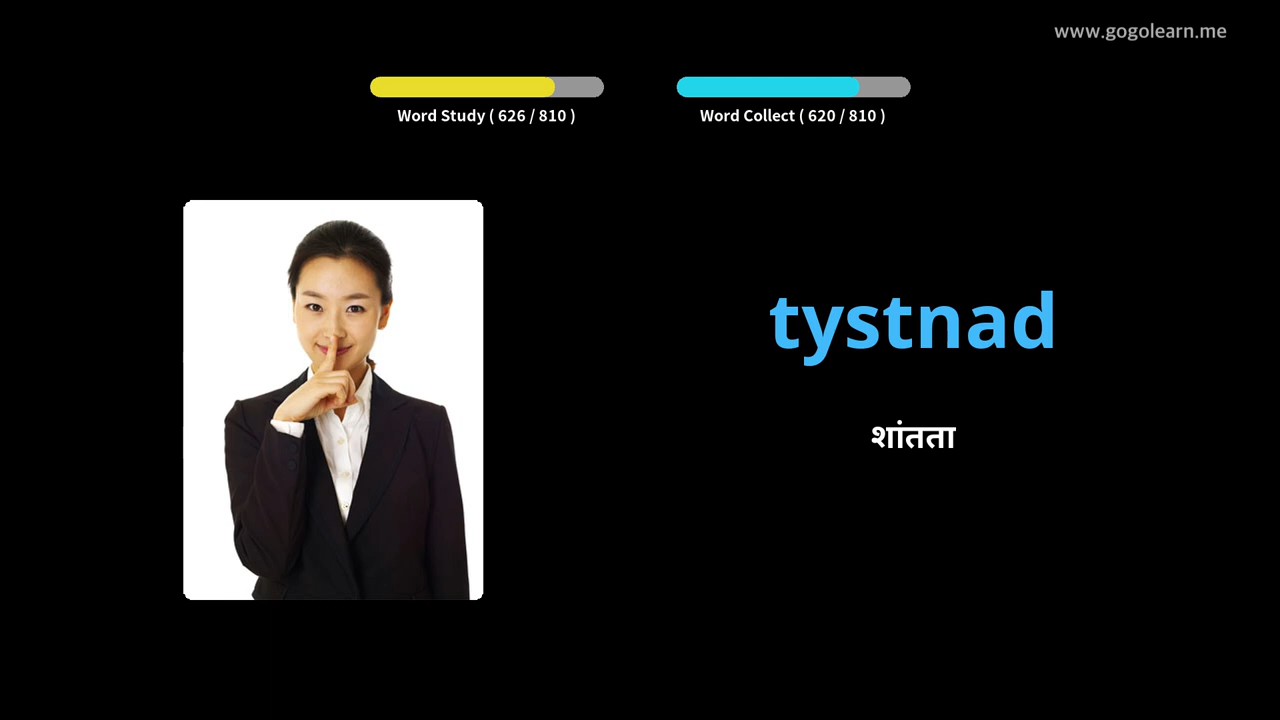 www.gogolearn.me
Word Study ( 626 / 810 )
Word Collect ( 620 / 810 )
tystnad
शांतता